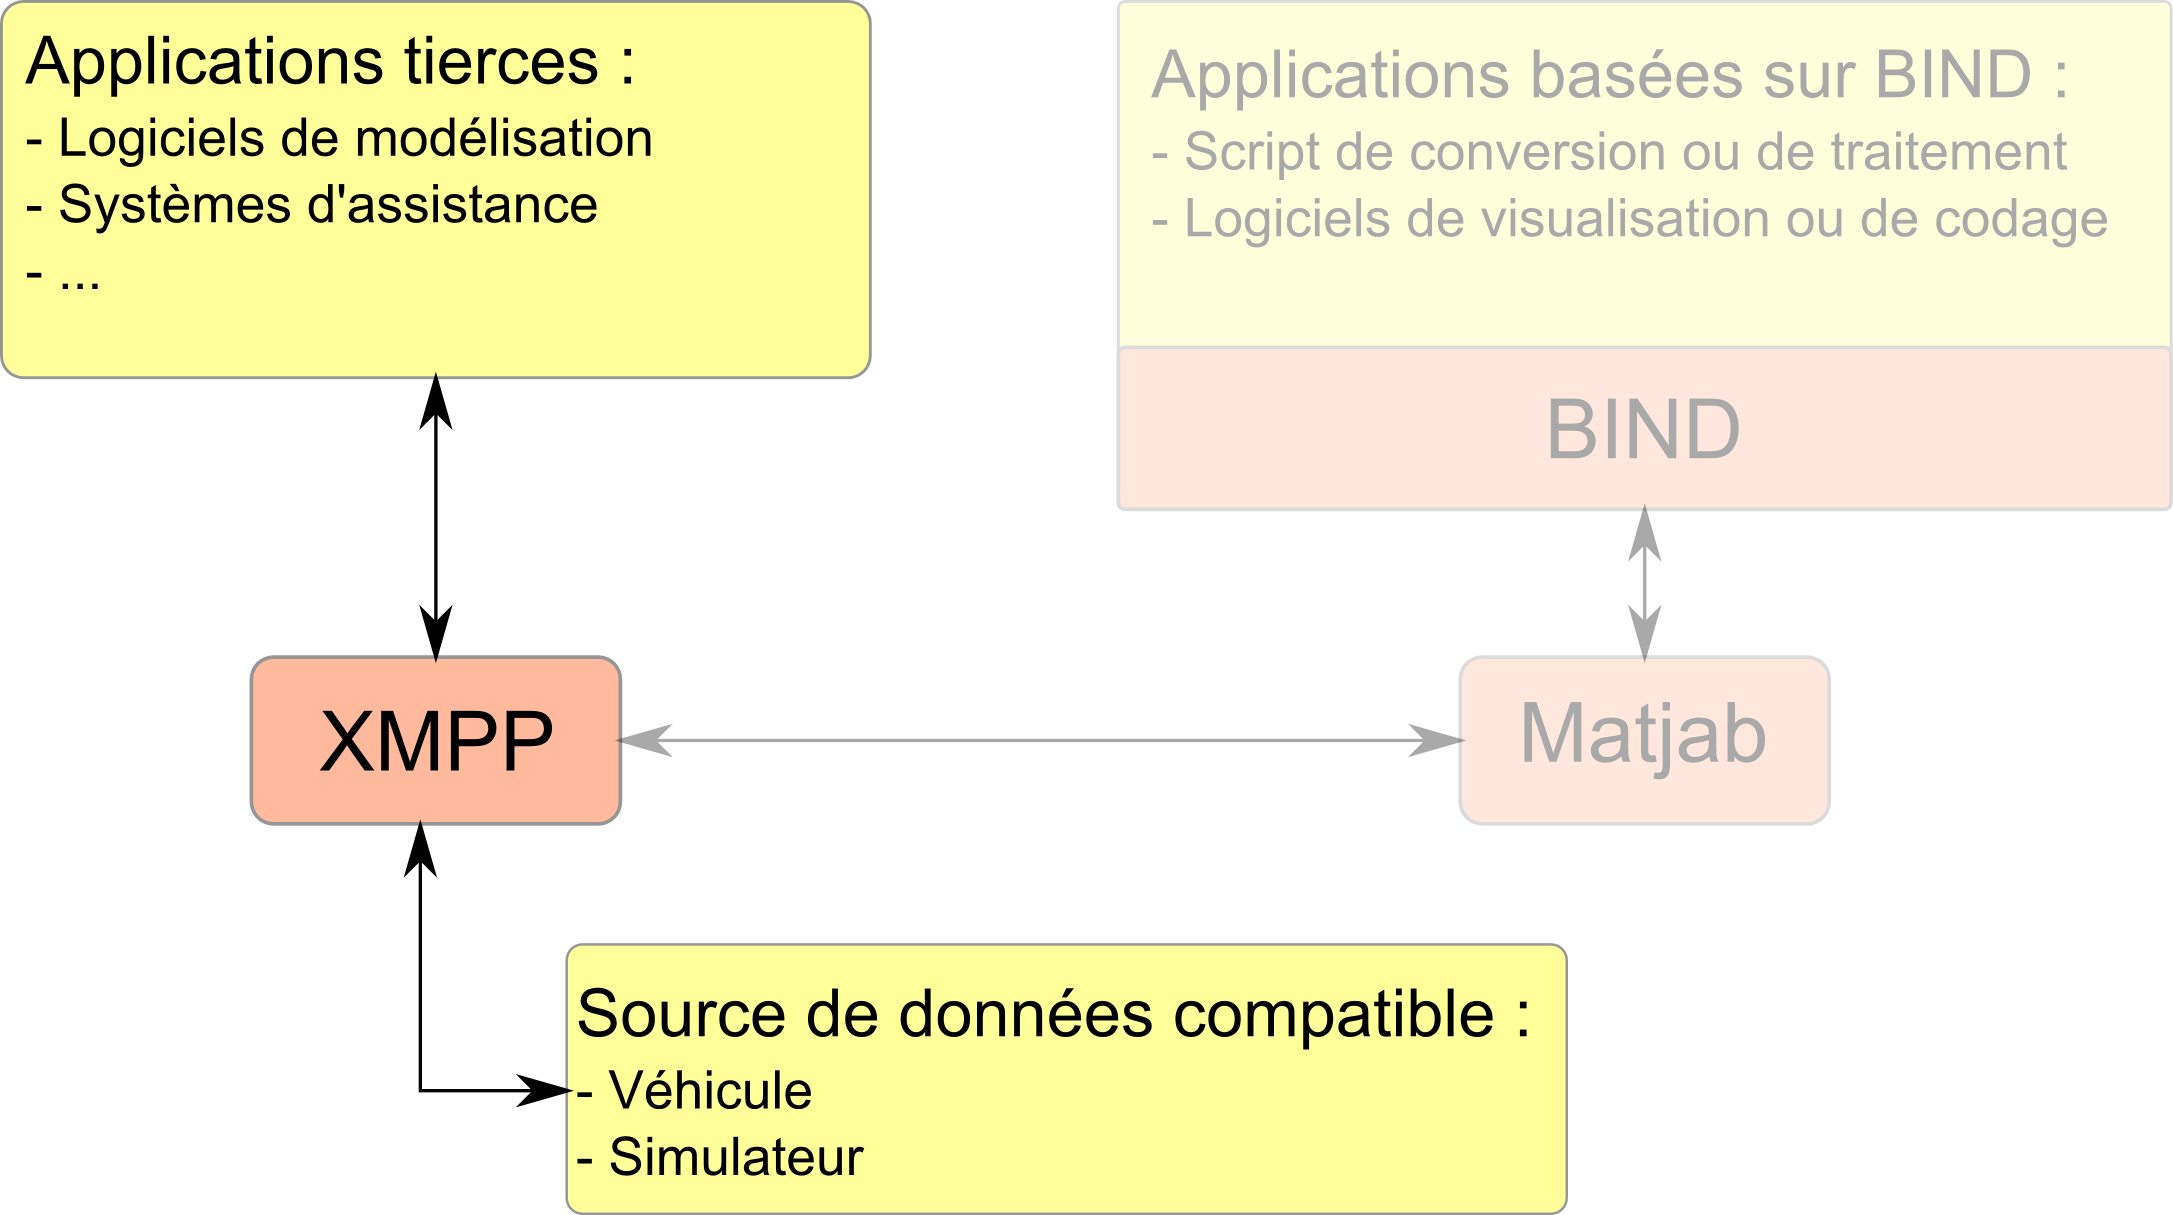 Applications tierces :
- Logiciels de modélisation
- Systèmes d'assistance
- ...
Applications basées sur BIND :
- Script de conversion ou de traitement
- Logiciels de visualisation ou de codage
BIND
XMPP
Matjab
Source de données compatible :
- Véhicule
- Simulateur